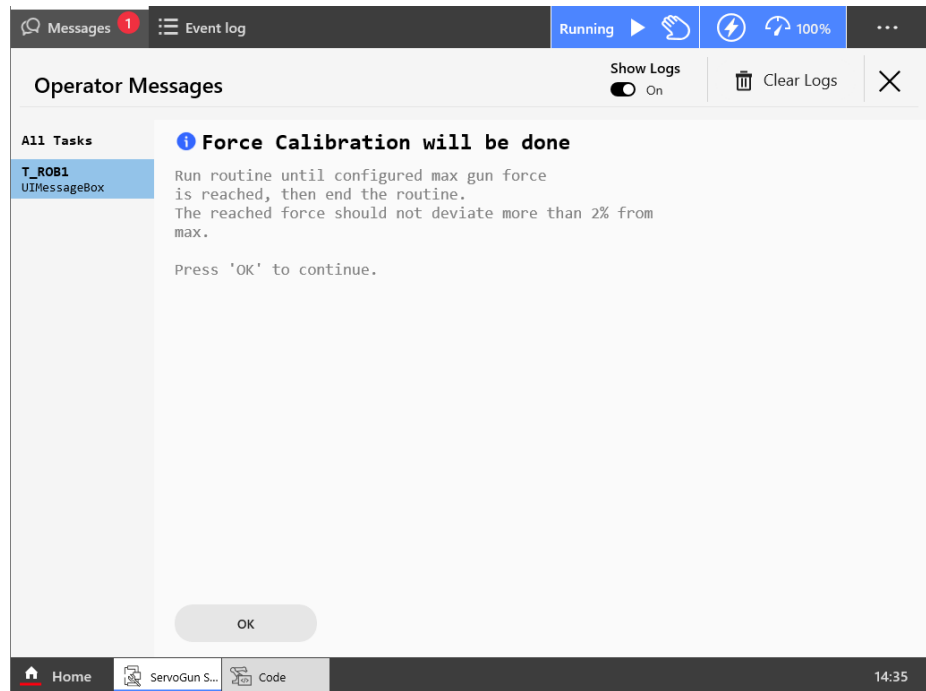 Messages 1 Event log Running 100% ...
Show Logs
Operator Messages On Clear Logs
All Tasks
T_ROB1
UIMessageBox
Force Calibration will be done
Run routine until configured max gun force
is reached, then end the routine.
The reached force should not deviate more than 2% from
max.
Press 'OK' to continue.
OK
Home ServoGun S... Code 14:35